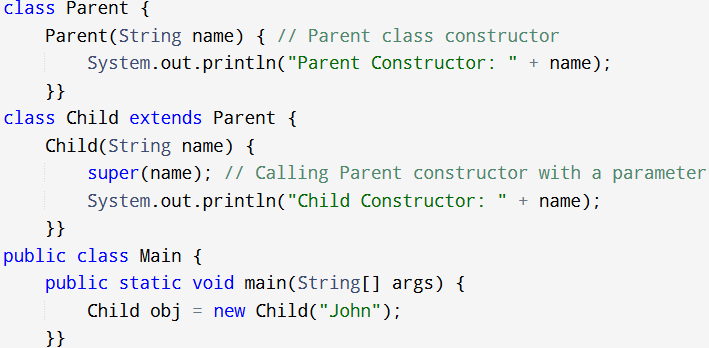 class Parent {
    Parent(String name) { // Parent class constructor
        System.out.println("Parent Constructor: " + name);
    }}
class Child extends Parent {
    Child(String name) {
        super(name); // Calling Parent constructor with a parameter
        System.out.println("Child Constructor: " + name);
    }}
public class Main {
    public static void main(String[] args) {
        Child obj = new Child("John");
    }}